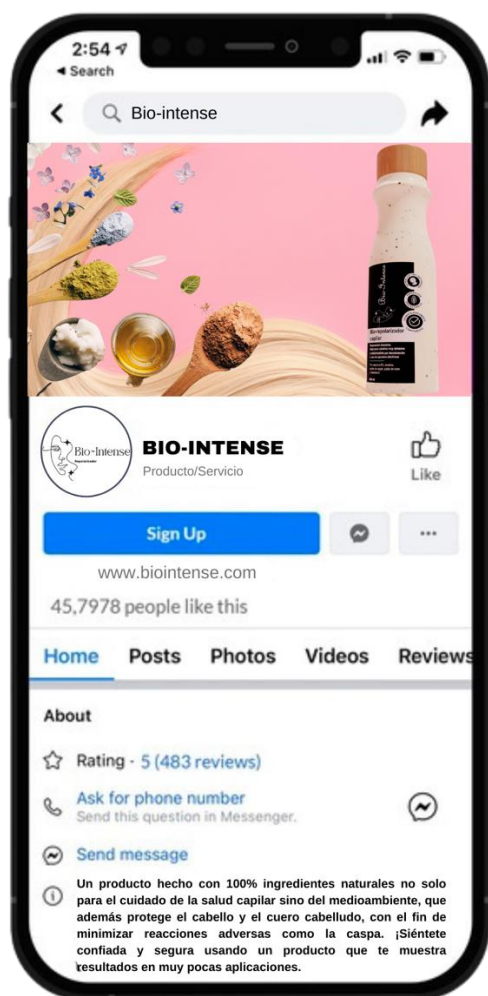 2:54
Search
Bio-intense
Bio-Intense
capilar
Bio-Intense
BIO-INTENSE
Producto/Servicio
Like
Sign Up
www.biointense.com
45,7978 people like this
Home Posts Photos Videos Reviews
About
Rating - 5 (483 reviews)
Ask for phone number
Send this question in Messenger.
Send message
Un producto hecho con 100% ingredientes naturales no solo
para el cuidado de la salud capilar sino del medioambiente, que
además protege el cabello y el cuero cabelludo, con el fin de
minimizar reacciones adversas como la caspa. ¡Siéntete
confiada y segura usando un producto que te muestra
resultados en muy pocas aplicaciones.